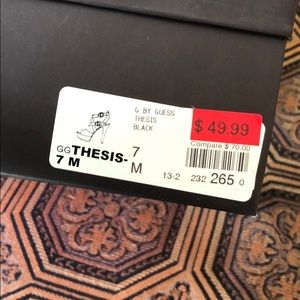 G BY GUESS
THESIS
BLACK
$ 49.99
Compare $ 70.00
GGTHESIS-
7 M
7
M
13-2 232 265 0